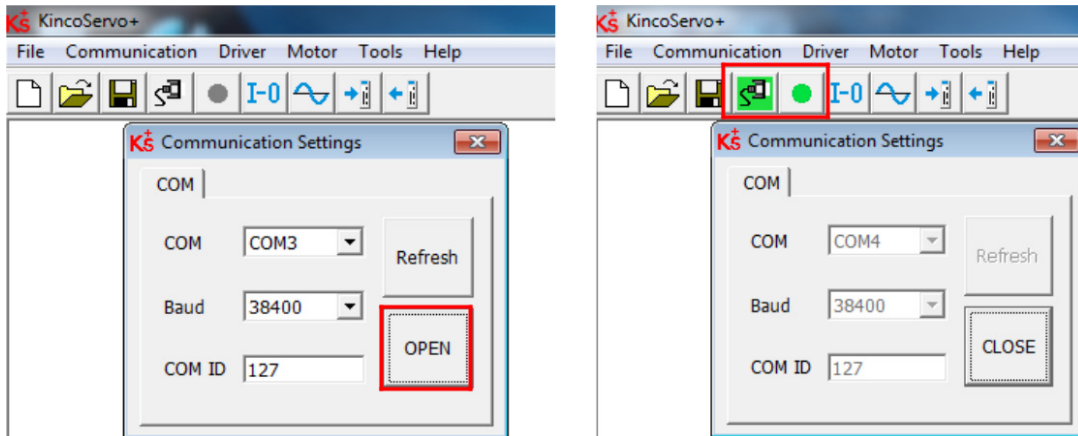 KincoServo+
File Communication Driver Motor Tools Help
I-0
Communication Settings
COM
COM COM3
Refresh
Baud 38400
OPEN
COM ID 127
KincoServo+
File Communication Driver Motor Tools Help
I-0
Communication Settings
COM
COM COM4
Refresh
Baud 38400
CLOSE
COM ID 127